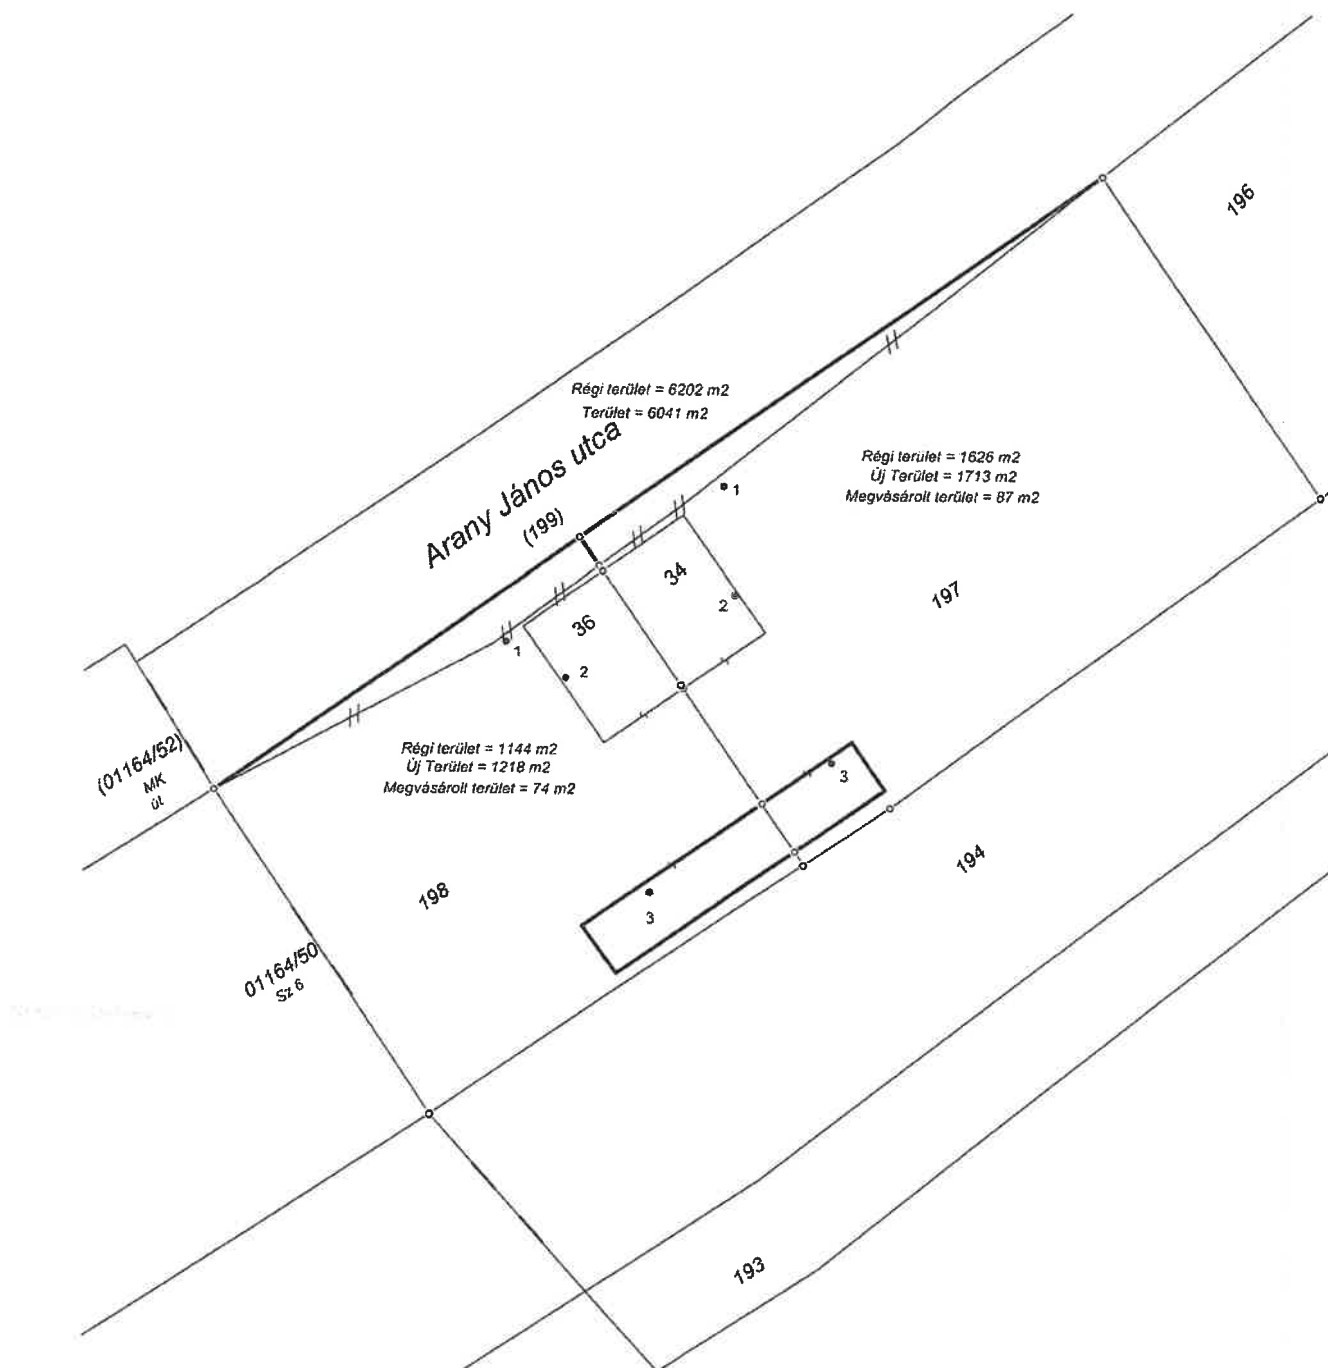 196
Régi terület = 6202 m2
Terület = 6041 m2
Arany János utca
(199)
Régi terület = 1626 m2
Új Terület = 1713 m2
Megvásárolt terület = 87 m2
1
34
2
197
36
1
2
(01164/52)
MK
út
Régi terület = 1144 m2
Új Terület = 1218 m2
Megvásárolt terület = 74 m2
3
194
198
3
01164/50
Sz 6
193